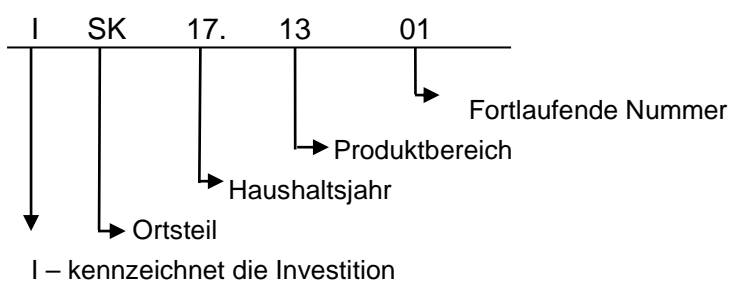 I SK 17. 13 01
Fortlaufende Nummer
Produktbereich
Haushaltsjahr
Ortsteil
I – kennzeichnet die Investition